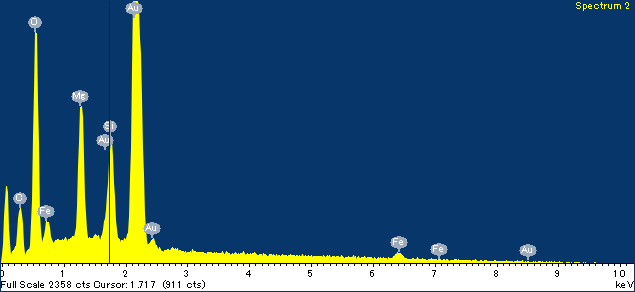 Spectrum 2
Au
O
Mg
Si
Au
C
Fe
Au
Fe
Fe
Au
0 1 2 3 4 5 6 7 8 9 10
Full Scale 2358 cts Cursor: 1.717 (911 cts) keV